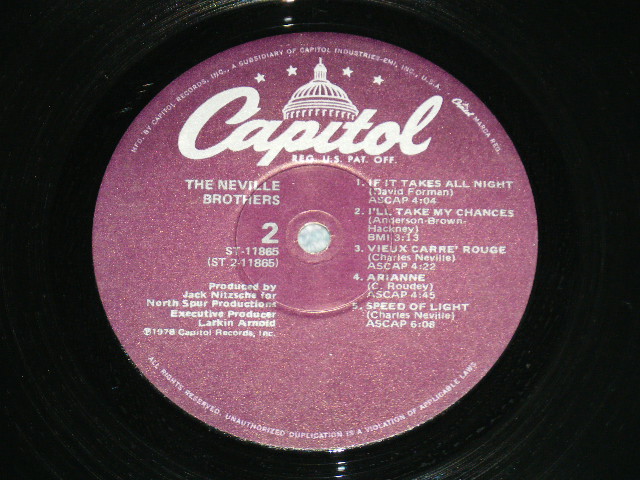 MFG. BY CAPITOL RECORDS, INC., A SUBSIDIARY OF CAPITOL INDUSTRIES-EMI, INC., U.S.A.
Capitol MARCA REG.
Capitol
REG. U.S. PAT. OFF.
THE NEVILLE
BROTHERS
2
ST-11865
(ST 2-11865)
Produced by
Jack Nitzsche for
North Spur Productions
Executive Producer
Larkin Arnold
℗1978 Capitol Records, Inc.
1. IF IT TAKES ALL NIGHT
(David Forman)
ASCAP 4:04
2. I'LL TAKE MY CHANCES
(Anderson-Brown-
Hackney)
BMI 3:13
3. VIEUX CARRE' ROUGE
(Charles Neville)
ASCAP 4:22
4. ARIANNE
(C. Roudey)
ASCAP 4:45
5. SPEED OF LIGHT
(Charles Neville)
ASCAP 6:08
ALL RIGHTS RESERVED. UNAUTHORIZED DUPLICATION IS A VIOLATION OF APPLICABLE LAWS.